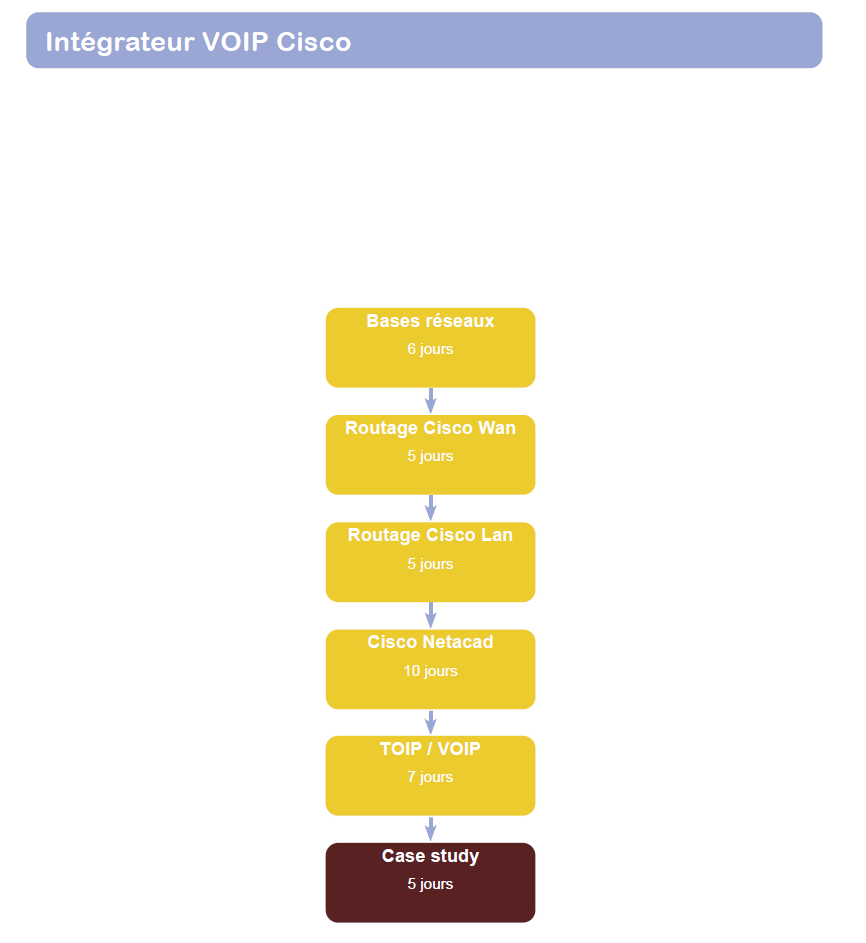 Intégrateur VOIP Cisco
Bases réseaux
6 jours
Routage Cisco Wan
5 jours
Routage Cisco Lan
5 jours
Cisco Netacad
10 jours
TOIP / VOIP
7 jours
Case study
5 jours